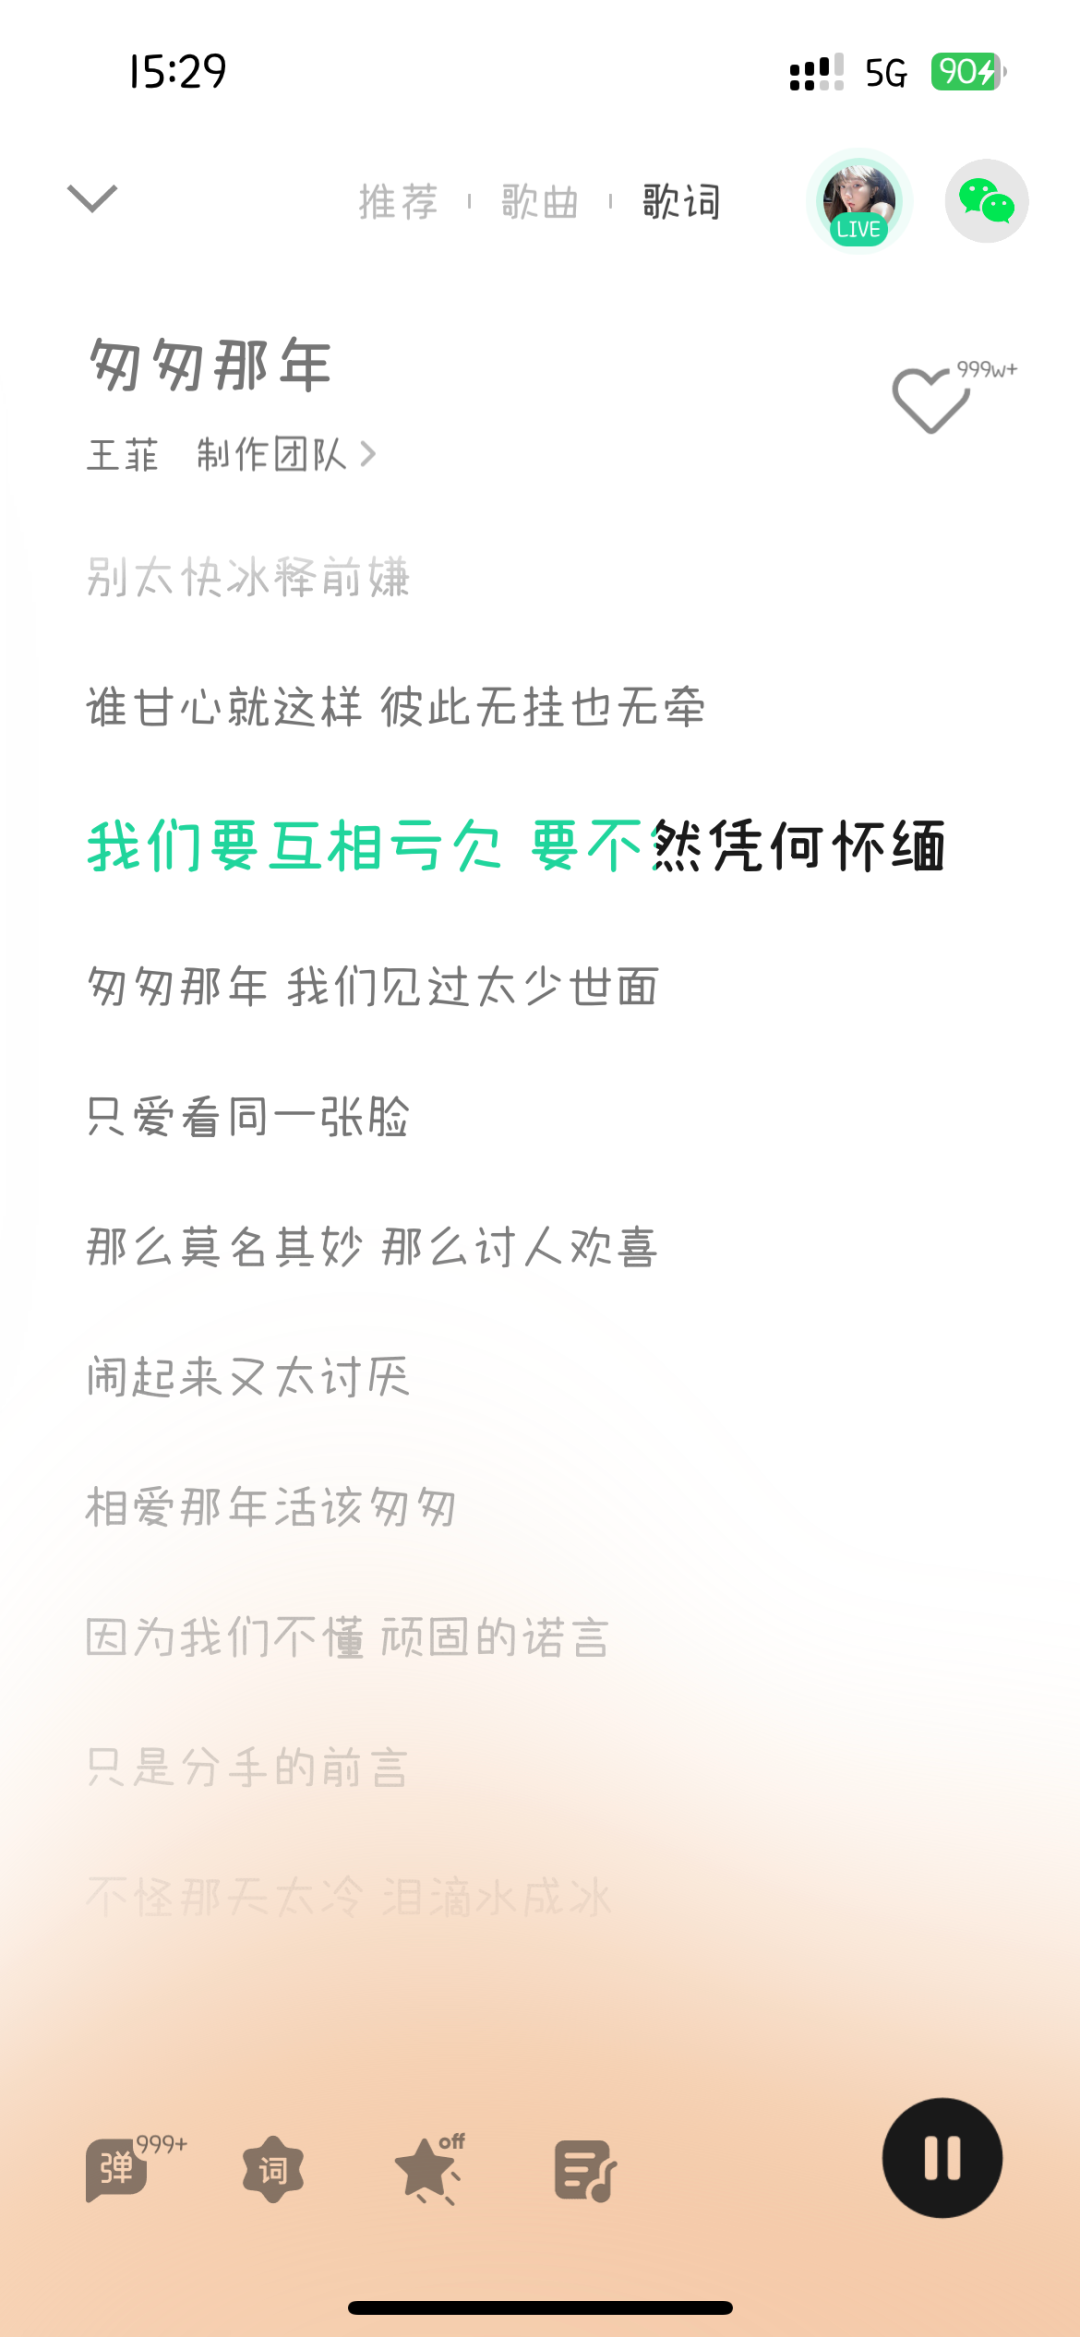 15:29 5G 90
推荐 歌曲 歌词 LIVE
匆匆那年
999w+
王菲 制作团队
别太快冰释前嫌
谁甘心就这样 彼此无挂也无牵
我们要互相亏欠 要不然凭何怀缅
匆匆那年 我们见过太少世面
只爱看同一张脸
那么莫名其妙 那么讨人欢喜
闹起来又太讨厌
相爱那年活该匆匆
因为我们不懂 顽固的诺言
只是分手的前言
不怪那天太冷 泪滴水成冰
弹 999+ 词 off